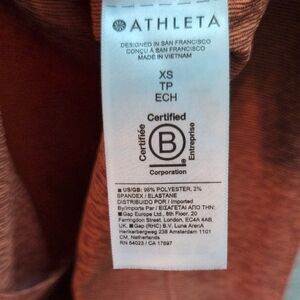 ATHLETA
DESIGNED IN SAN FRANCISCO
CONÇU À SAN FRANCISCO
MADE IN VIETNAM
XS
TP
ECH
Certified
Certifiée
B
Entreprise
Corporation
US/GB: 98% POLYESTER, 2%
SPANDEX / ELASTANE
DISTRIBUIDO POR / Imported
By/Importe Par / ΕΙΣΑΓΕΤΑΙ ΑΠΟ ΤΗΝ:
Gap Europe Ltd., 6th Floor, 20
Farringdon Street, London, EC4A 4AB,
UK. Gap (RHC) B.V. Luna ArenA
Herikerbergweg 238 Amsterdam 1101
CM, Netherlands
RN 54023 / CA 17897